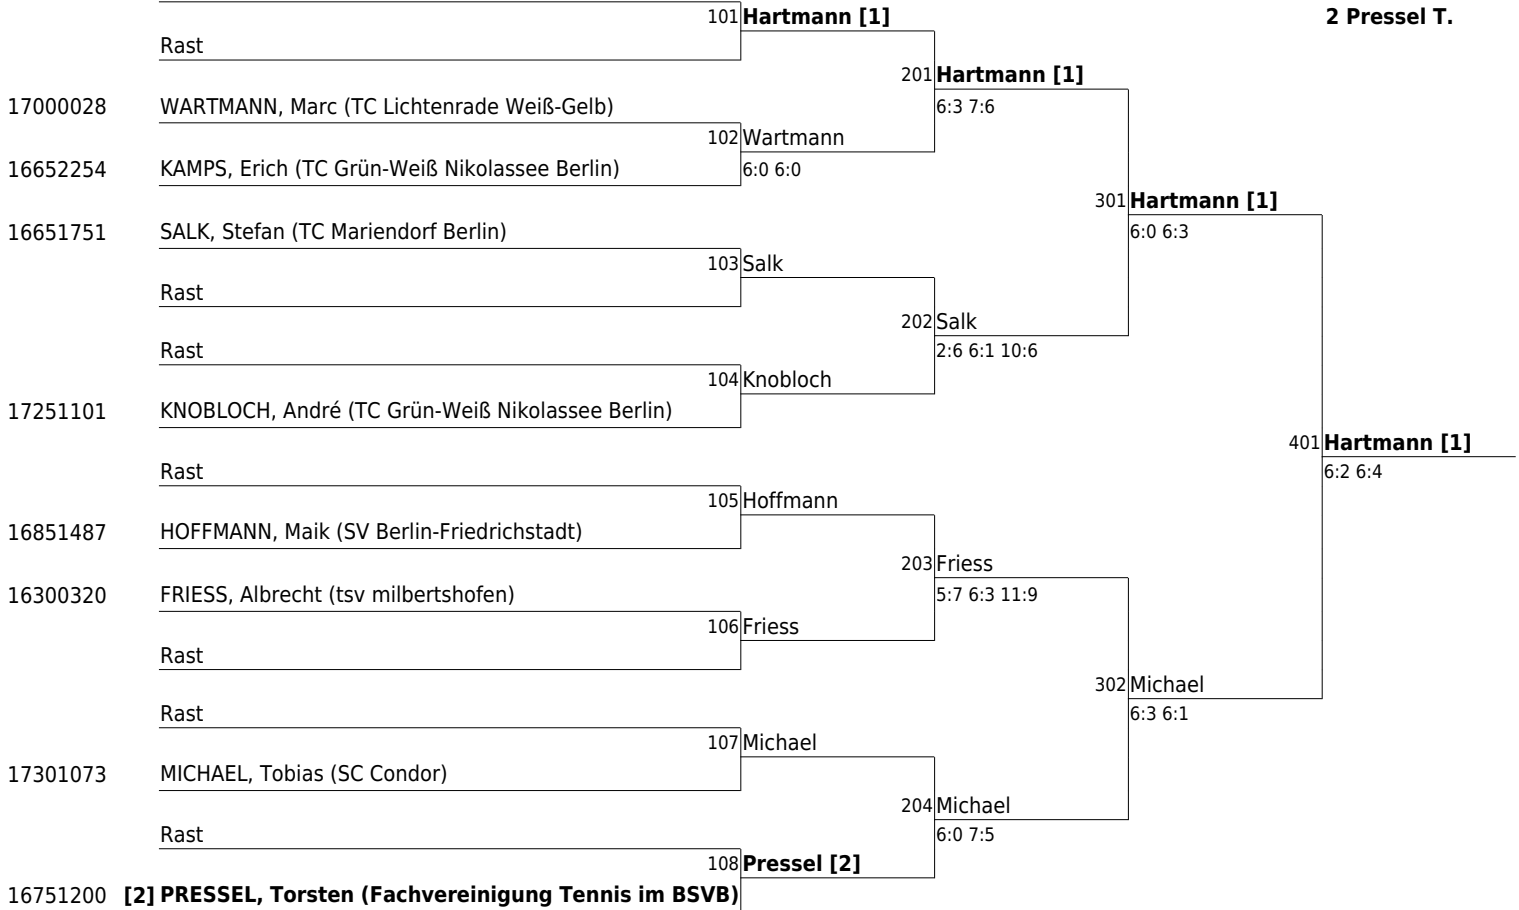 101 Hartmann [1]
2 Pressel T.
Rast
201 Hartmann [1]
17000028 WARTMANN, Marc (TC Lichtenrade Weiß-Gelb)
6:3 7:6
102 Wartmann
16652254 KAMPS, Erich (TC Grün-Weiß Nikolassee Berlin)
6:0 6:0
301 Hartmann [1]
16651751 SALK, Stefan (TC Mariendorf Berlin)
6:0 6:3
103 Salk
Rast
202 Salk
Rast
2:6 6:1 10:6
104 Knobloch
17251101 KNOBLOCH, André (TC Grün-Weiß Nikolassee Berlin)
401 Hartmann [1]
Rast
6:2 6:4
105 Hoffmann
16851487 HOFFMANN, Maik (SV Berlin-Friedrichstadt)
203 Friess
16300320 FRIESS, Albrecht (tsv milbertshofen)
5:7 6:3 11:9
106 Friess
Rast
302 Michael
Rast
6:3 6:1
107 Michael
17301073 MICHAEL, Tobias (SC Condor)
204 Michael
Rast
6:0 7:5
108 Pressel [2]
16751200 [2] PRESSEL, Torsten (Fachvereinigung Tennis im BSVB)